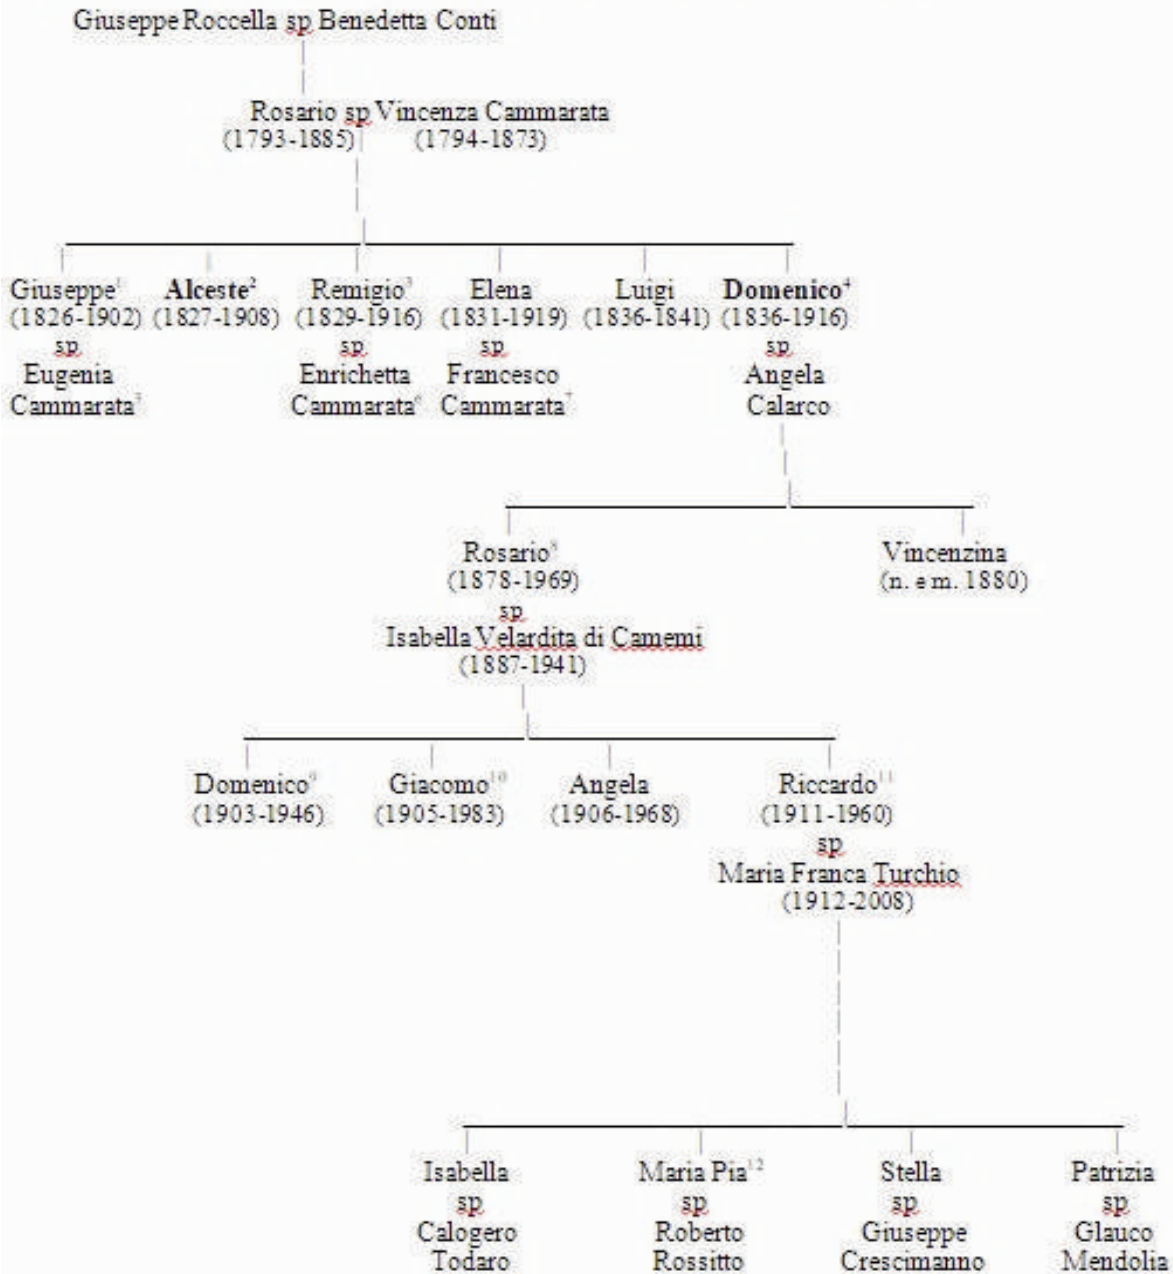 Giuseppe Roccella sp Benedetta Conti
Rosario sp Vincenza Cammarata
(1793-1885) (1794-1873)
Giuseppe¹ Alceste² Remigio³ Elena Luigi Domenico⁴
(1826-1902) (1827-1908) (1829-1916) (1831-1919) (1836-1841) (1836-1916)
sp sp sp sp
Eugenia Enrichetta Francesco Angela
Cammarata⁵ Cammarata⁶ Cammarata⁷ Calarco
Rosario⁸ Vincenzina
(1878-1969) (n. e m. 1880)
sp
Isabella Velardita di Camemi
(1887-1941)
Domenico⁹ Giacomo¹⁰ Angela Riccardo¹¹
(1903-1946) (1905-1983) (1906-1968) (1911-1960)
sp
Maria Franca Turchio
(1912-2008)
Isabella Maria Pia¹² Stella Patrizia
sp sp sp sp
Calogero Roberto Giuseppe Glauco
Todaro Rossitto Crescimanno Mendolia